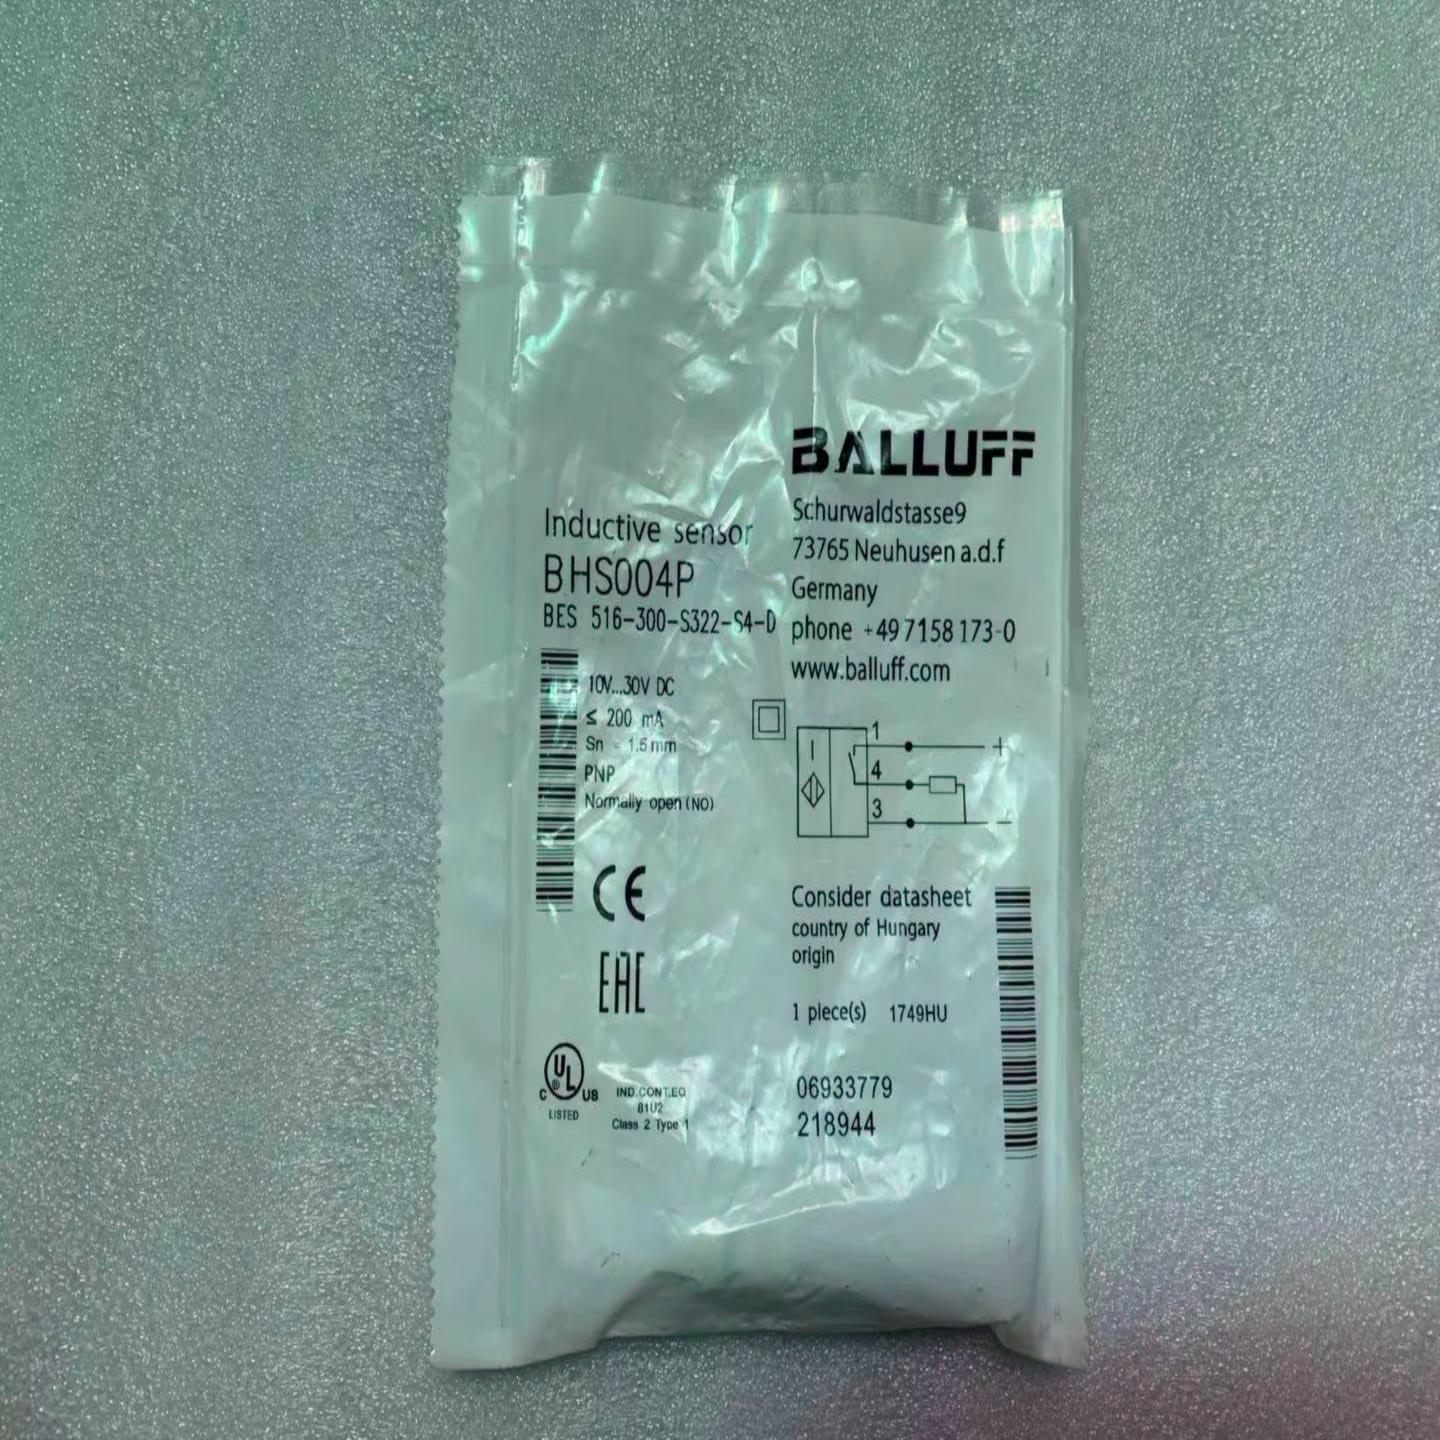 BALLUFF
Schurwaldstasse9
73765 Neuhusen a.d.f
Germany
phone +49 7158 173-0
www.balluff.com
Inductive sensor
BHS004P
BES 516-300-S322-S4-D
10V...30V DC
≤ 200 mA
Sn = 1.5mm
PNP
Normally open (NO)
1
+
4
3
-
CE
EAC
C UL ® US
LISTED
IND.CONT.EQ
81U2
Class 2 Type 1
Consider datasheet
country of Hungary
origin
1 piece(s) 1749HU
06933779
218944